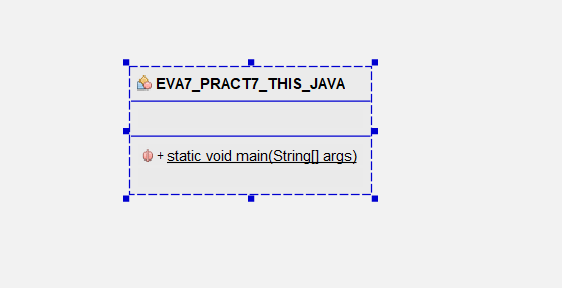 EVA7_PRACT7_THIS_JAVA
+ static void main(String[] args)